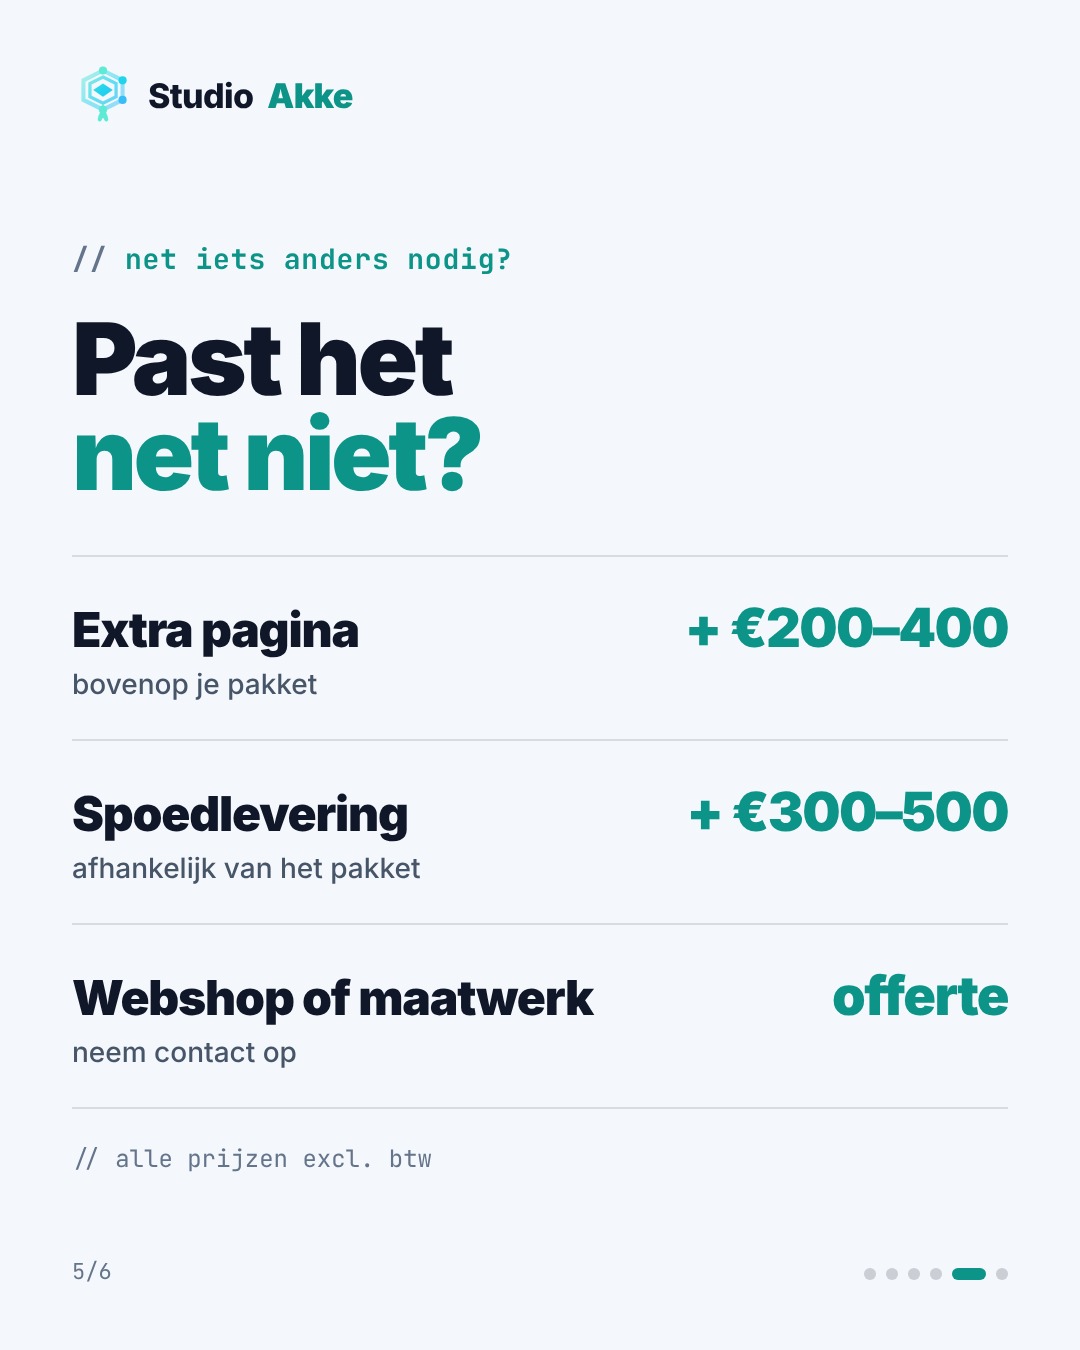 Studio Akke
// net iets anders nodig?
Past het
net niet?
Extra pagina
+ €200–400
bovenop je pakket
Spoedlevering
+ €300–500
afhankelijk van het pakket
Webshop of maatwerk
offerte
neem contact op
// alle prijzen excl. btw
5/6